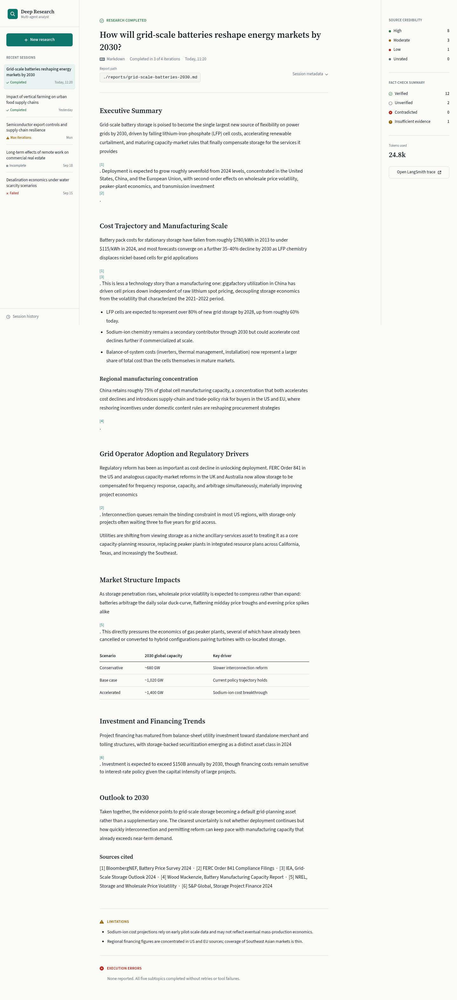 Deep Research
Multi-agent analyst
+ New research
RECENT SESSIONS
Grid-scale batteries reshaping energy
markets by 2030
Completed
Today, 11:20
Impact of vertical farming on urban
food supply chains
Completed
Yesterday
Semiconductor export controls and
supply chain resilience
Max iterations
Mon
Long-term effects of remote work on
commercial real estate
Incomplete
Sep 18
Desalination economics under water
scarcity scenarios
Failed
Sep 15
Session history
RESEARCH COMPLETED
How will grid-scale batteries reshape energy markets by
2030?
Markdown · Completed in 3 of 4 iterations · Today, 11:20
Report path
./reports/grid-scale-batteries-2030.md
Session metadata
Executive Summary
Grid-scale battery storage is poised to become the single largest new source of flexibility on power
grids by 2030, driven by falling lithium-iron-phosphate (LFP) cell costs, accelerating renewable
curtailment, and maturing capacity-market rules that finally compensate storage for the services it
provides
[1]
. Deployment is expected to grow roughly sevenfold from 2024 levels, concentrated in the United
States, China, and the European Union, with second-order effects on wholesale price volatility,
peaker-plant economics, and transmission investment
[2]
.
Cost Trajectory and Manufacturing Scale
Battery pack costs for stationary storage have fallen from roughly $780/kWh in 2013 to under
$115/kWh in 2024, and most forecasts converge on a further 35–40% decline by 2030 as LFP chemistry
displaces nickel-based cells for grid applications
[1]
[3]
. This is less a technology story than a manufacturing one: gigafactory utilization in China has
driven cell prices down independent of raw lithium spot pricing, decoupling storage economics
from the volatility that characterized the 2021–2022 period.
• LFP cells are expected to represent over 80% of new grid storage by 2028, up from roughly 60%
today.
• Sodium-ion chemistry remains a secondary contributor through 2030 but could accelerate cost
declines further if commercialized at scale.
• Balance-of-system costs (inverters, thermal management, installation) now represent a larger
share of total cost than the cells themselves in mature markets.
Regional manufacturing concentration
China retains roughly 75% of global cell manufacturing capacity, a concentration that both accelerates
cost declines and introduces supply-chain and trade-policy risk for buyers in the US and EU, where
reshoring incentives under domestic content rules are reshaping procurement strategies
[4]
.
Grid Operator Adoption and Regulatory Drivers
Regulatory reform has been as important as cost decline in unlocking deployment. FERC Order 841 in
the US and analogous capacity-market reforms in the UK and Australia now allow storage to be
compensated for frequency response, capacity, and arbitrage simultaneously, materially improving
project economics
[2]
. Interconnection queues remain the binding constraint in most US regions, with storage-only
projects often waiting three to five years for grid access.
Utilities are shifting from viewing storage as a niche ancillary-services asset to treating it as a core
capacity-planning resource, replacing peaker plants in integrated resource plans across California,
Texas, and increasingly the Southeast.
Market Structure Impacts
As storage penetration rises, wholesale price volatility is expected to compress rather than expand:
batteries arbitrage the daily solar duck-curve, flattening midday price troughs and evening price spikes
alike
[5]
. This directly pressures the economics of gas peaker plants, several of which have already been
cancelled or converted to hybrid configurations pairing turbines with co-located storage.
Scenario 2030 global capacity Key driver
Conservative ~680 GW Slower interconnection reform
Base case ~1,020 GW Current policy trajectory holds
Accelerated ~1,400 GW Sodium-ion cost breakthrough
Investment and Financing Trends
Project financing has matured from balance-sheet utility investment toward standalone merchant and
tolling structures, with storage-backed securitization emerging as a distinct asset class in 2024
[6]
. Investment is expected to exceed $150B annually by 2030, though financing costs remain sensitive
to interest-rate policy given the capital intensity of large projects.
Outlook to 2030
Taken together, the evidence points to grid-scale storage becoming a default grid-planning asset
rather than a supplementary one. The clearest uncertainty is not whether deployment continues but
how quickly interconnection and permitting reform can keep pace with manufacturing capacity that
already exceeds near-term demand.
Sources cited
[1] BloombergNEF, Battery Price Survey 2024 · [2] FERC Order 841 Compliance Filings · [3] IEA, Grid-
Scale Storage Outlook 2024 · [4] Wood Mackenzie, Battery Manufacturing Capacity Report · [5] NREL,
Storage and Wholesale Price Volatility · [6] S&P Global, Storage Project Finance 2024
LIMITATIONS
• Sodium-ion cost projections rely on early pilot-scale data and may not reflect eventual mass-production economics.
• Regional financing figures are concentrated in US and EU sources; coverage of Southeast Asian markets is thin.
EXECUTION ERRORS
None reported. All five subtopics completed without retries or tool failures.
SOURCE CREDIBILITY
High 8
Moderate 3
Low 1
Unrated 0
FACT-CHECK SUMMARY
Verified 12
Unverified 2
Contradicted 0
Insufficient evidence 1
Tokens used
24.8k
Open LangSmith trace